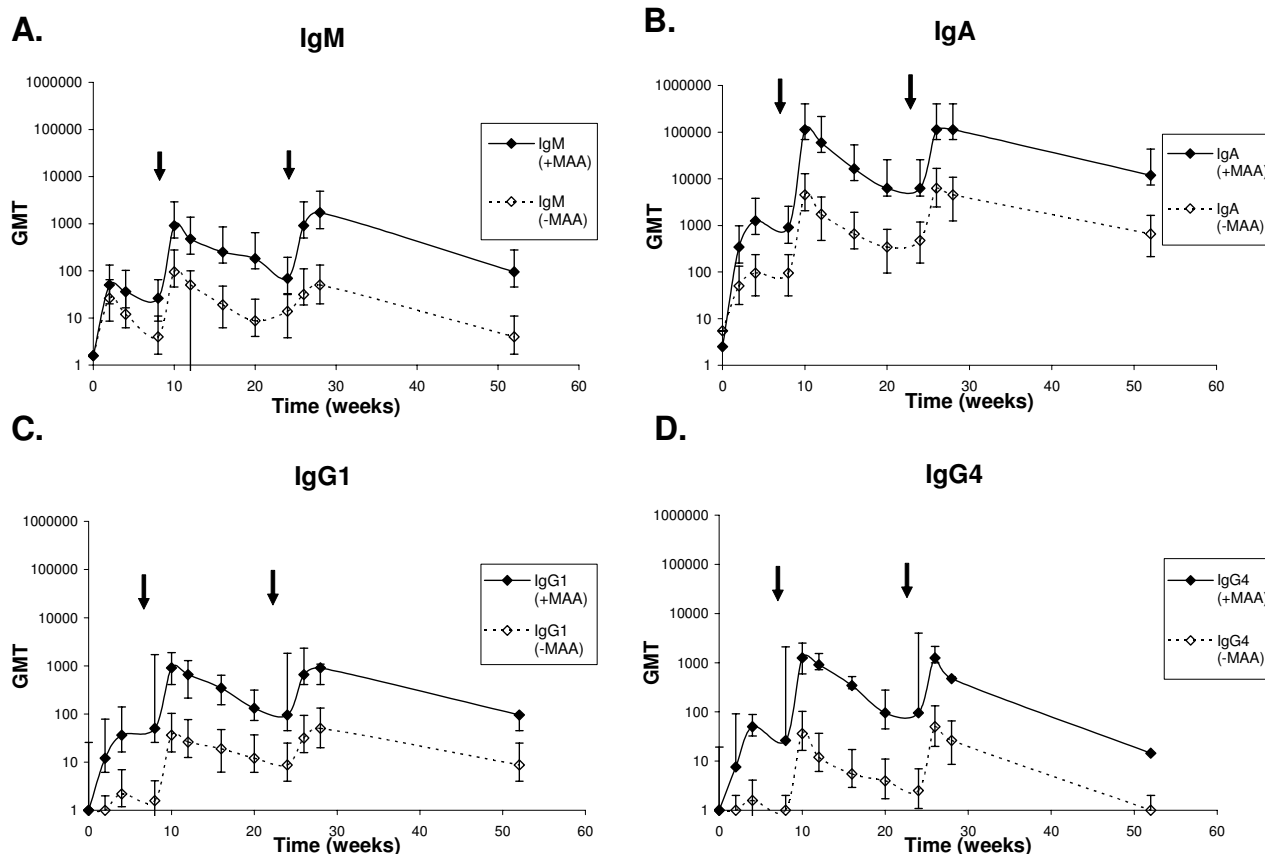 A.
IgM
1000000
100000
10000
1000
100
10
1
GMT
0 10 20 30 40 50 60
Time (weeks)
IgM
(+MAA)
IgM
(-MAA)
B.
IgA
1000000
100000
10000
1000
100
10
1
GMT
0 10 20 30 40 50 60
Time (weeks)
IgA
(+MAA)
IgA
(-MAA)
C.
IgG1
1000000
100000
10000
1000
100
10
1
GMT
0 10 20 30 40 50 60
Time (weeks)
IgG1
(+MAA)
IgG1
(-MAA)
D.
IgG4
1000000
100000
10000
1000
100
10
1
GMT
0 10 20 30 40 50 60
Time (weeks)
IgG4
(+MAA)
IgG4
(-MAA)